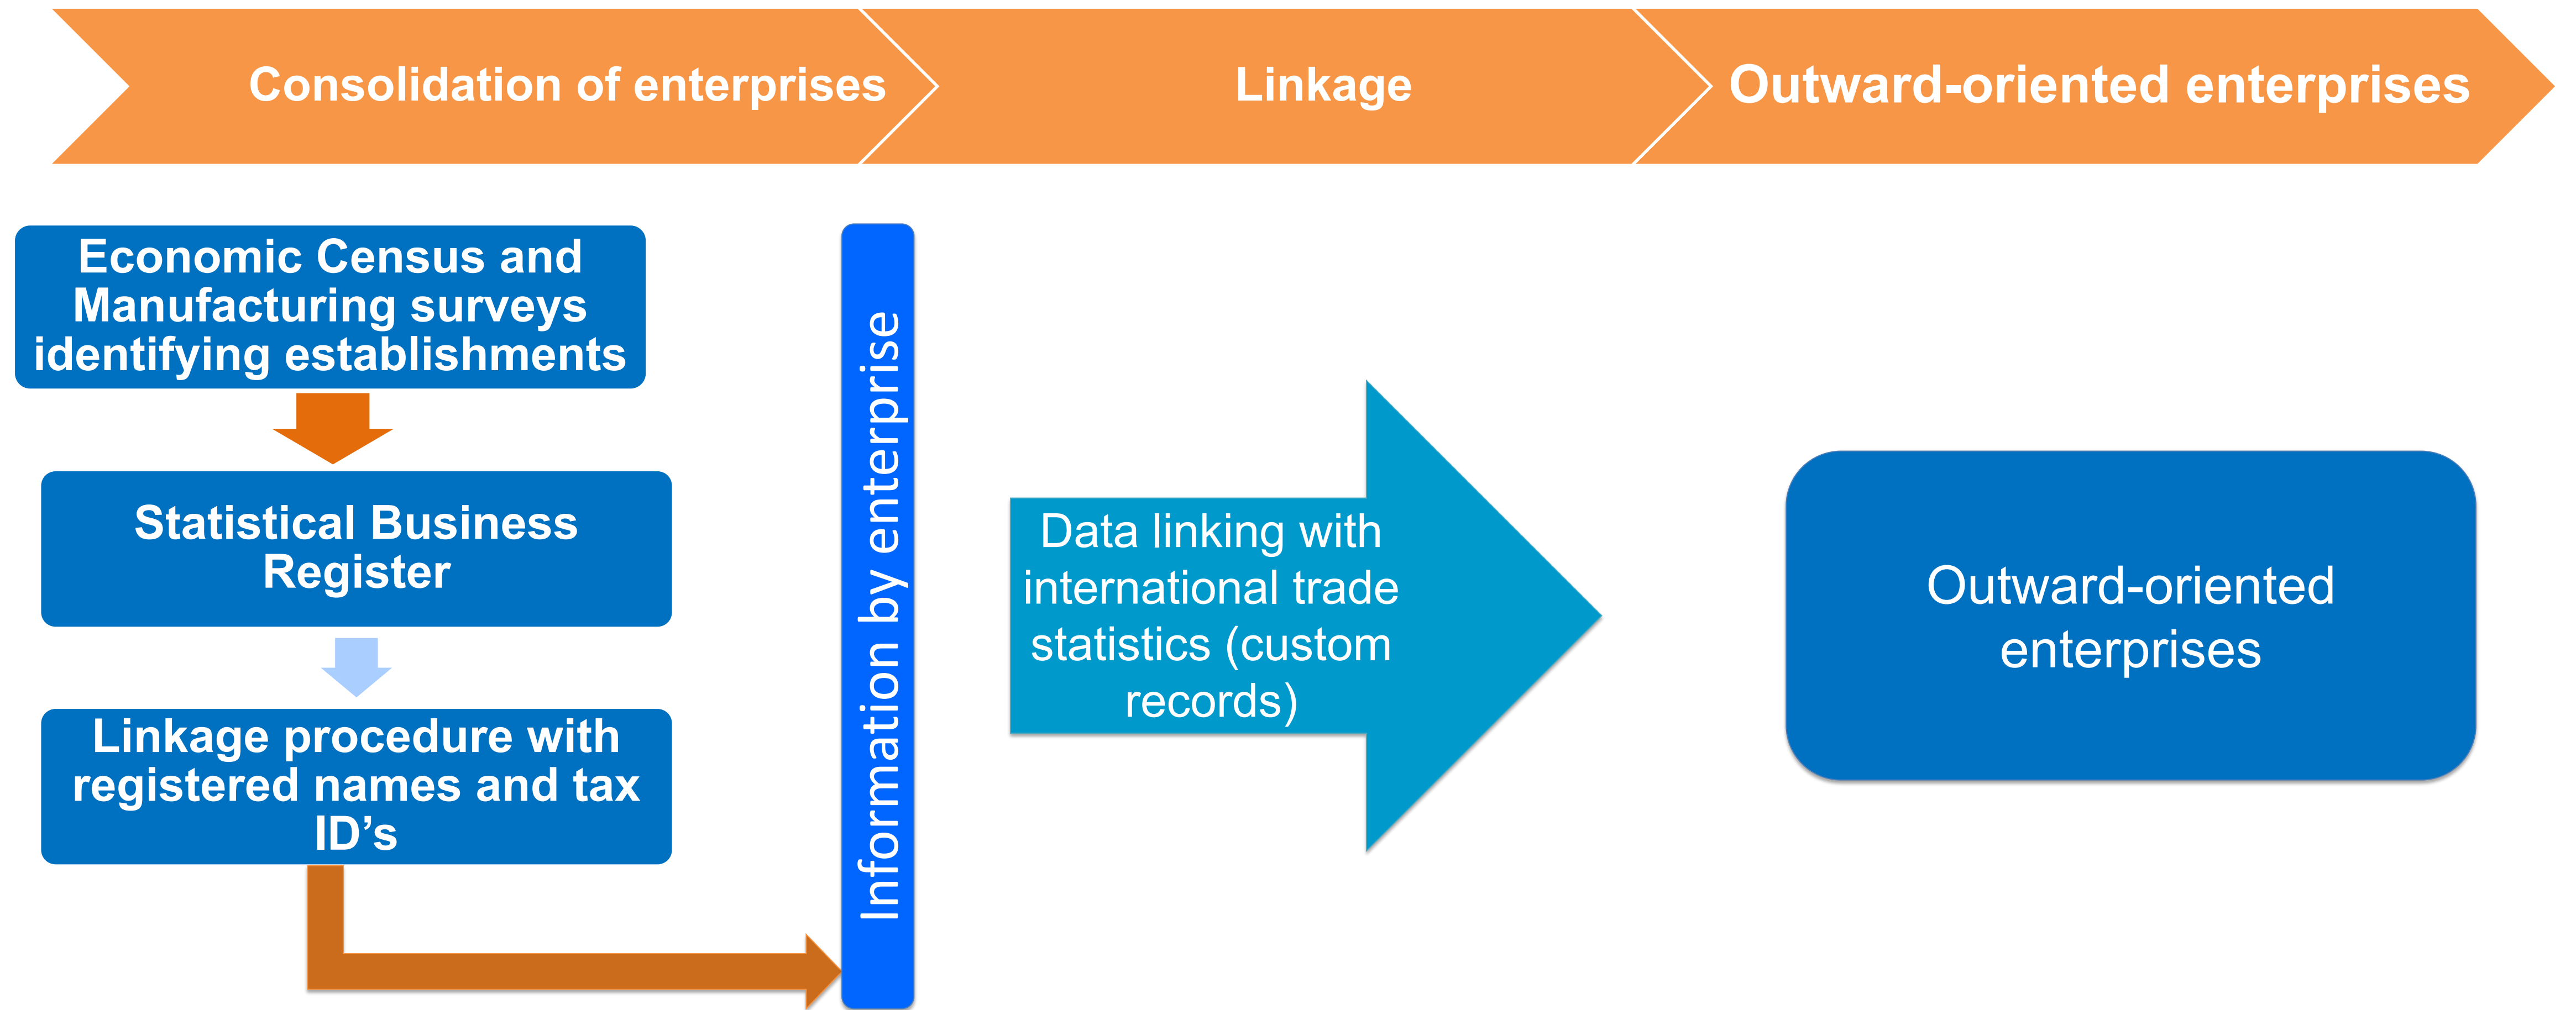 Consolidation of enterprises
Linkage
Outward-oriented enterprises
Economic Census and
Manufacturing surveys
identifying establishments
Statistical Business
Register
Linkage procedure with
registered names and tax
ID’s
Information by enterprise
Data linking with
international trade
statistics (custom
records)
Outward-oriented
enterprises